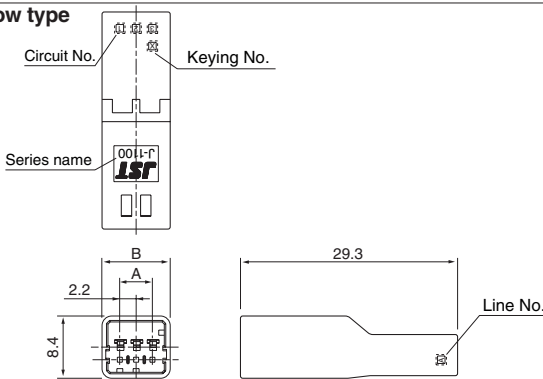 ow type
Circuit No.
Keying No.
Series name
J-1100
JST
B
A
2.2
8.4
29.3
Line No.